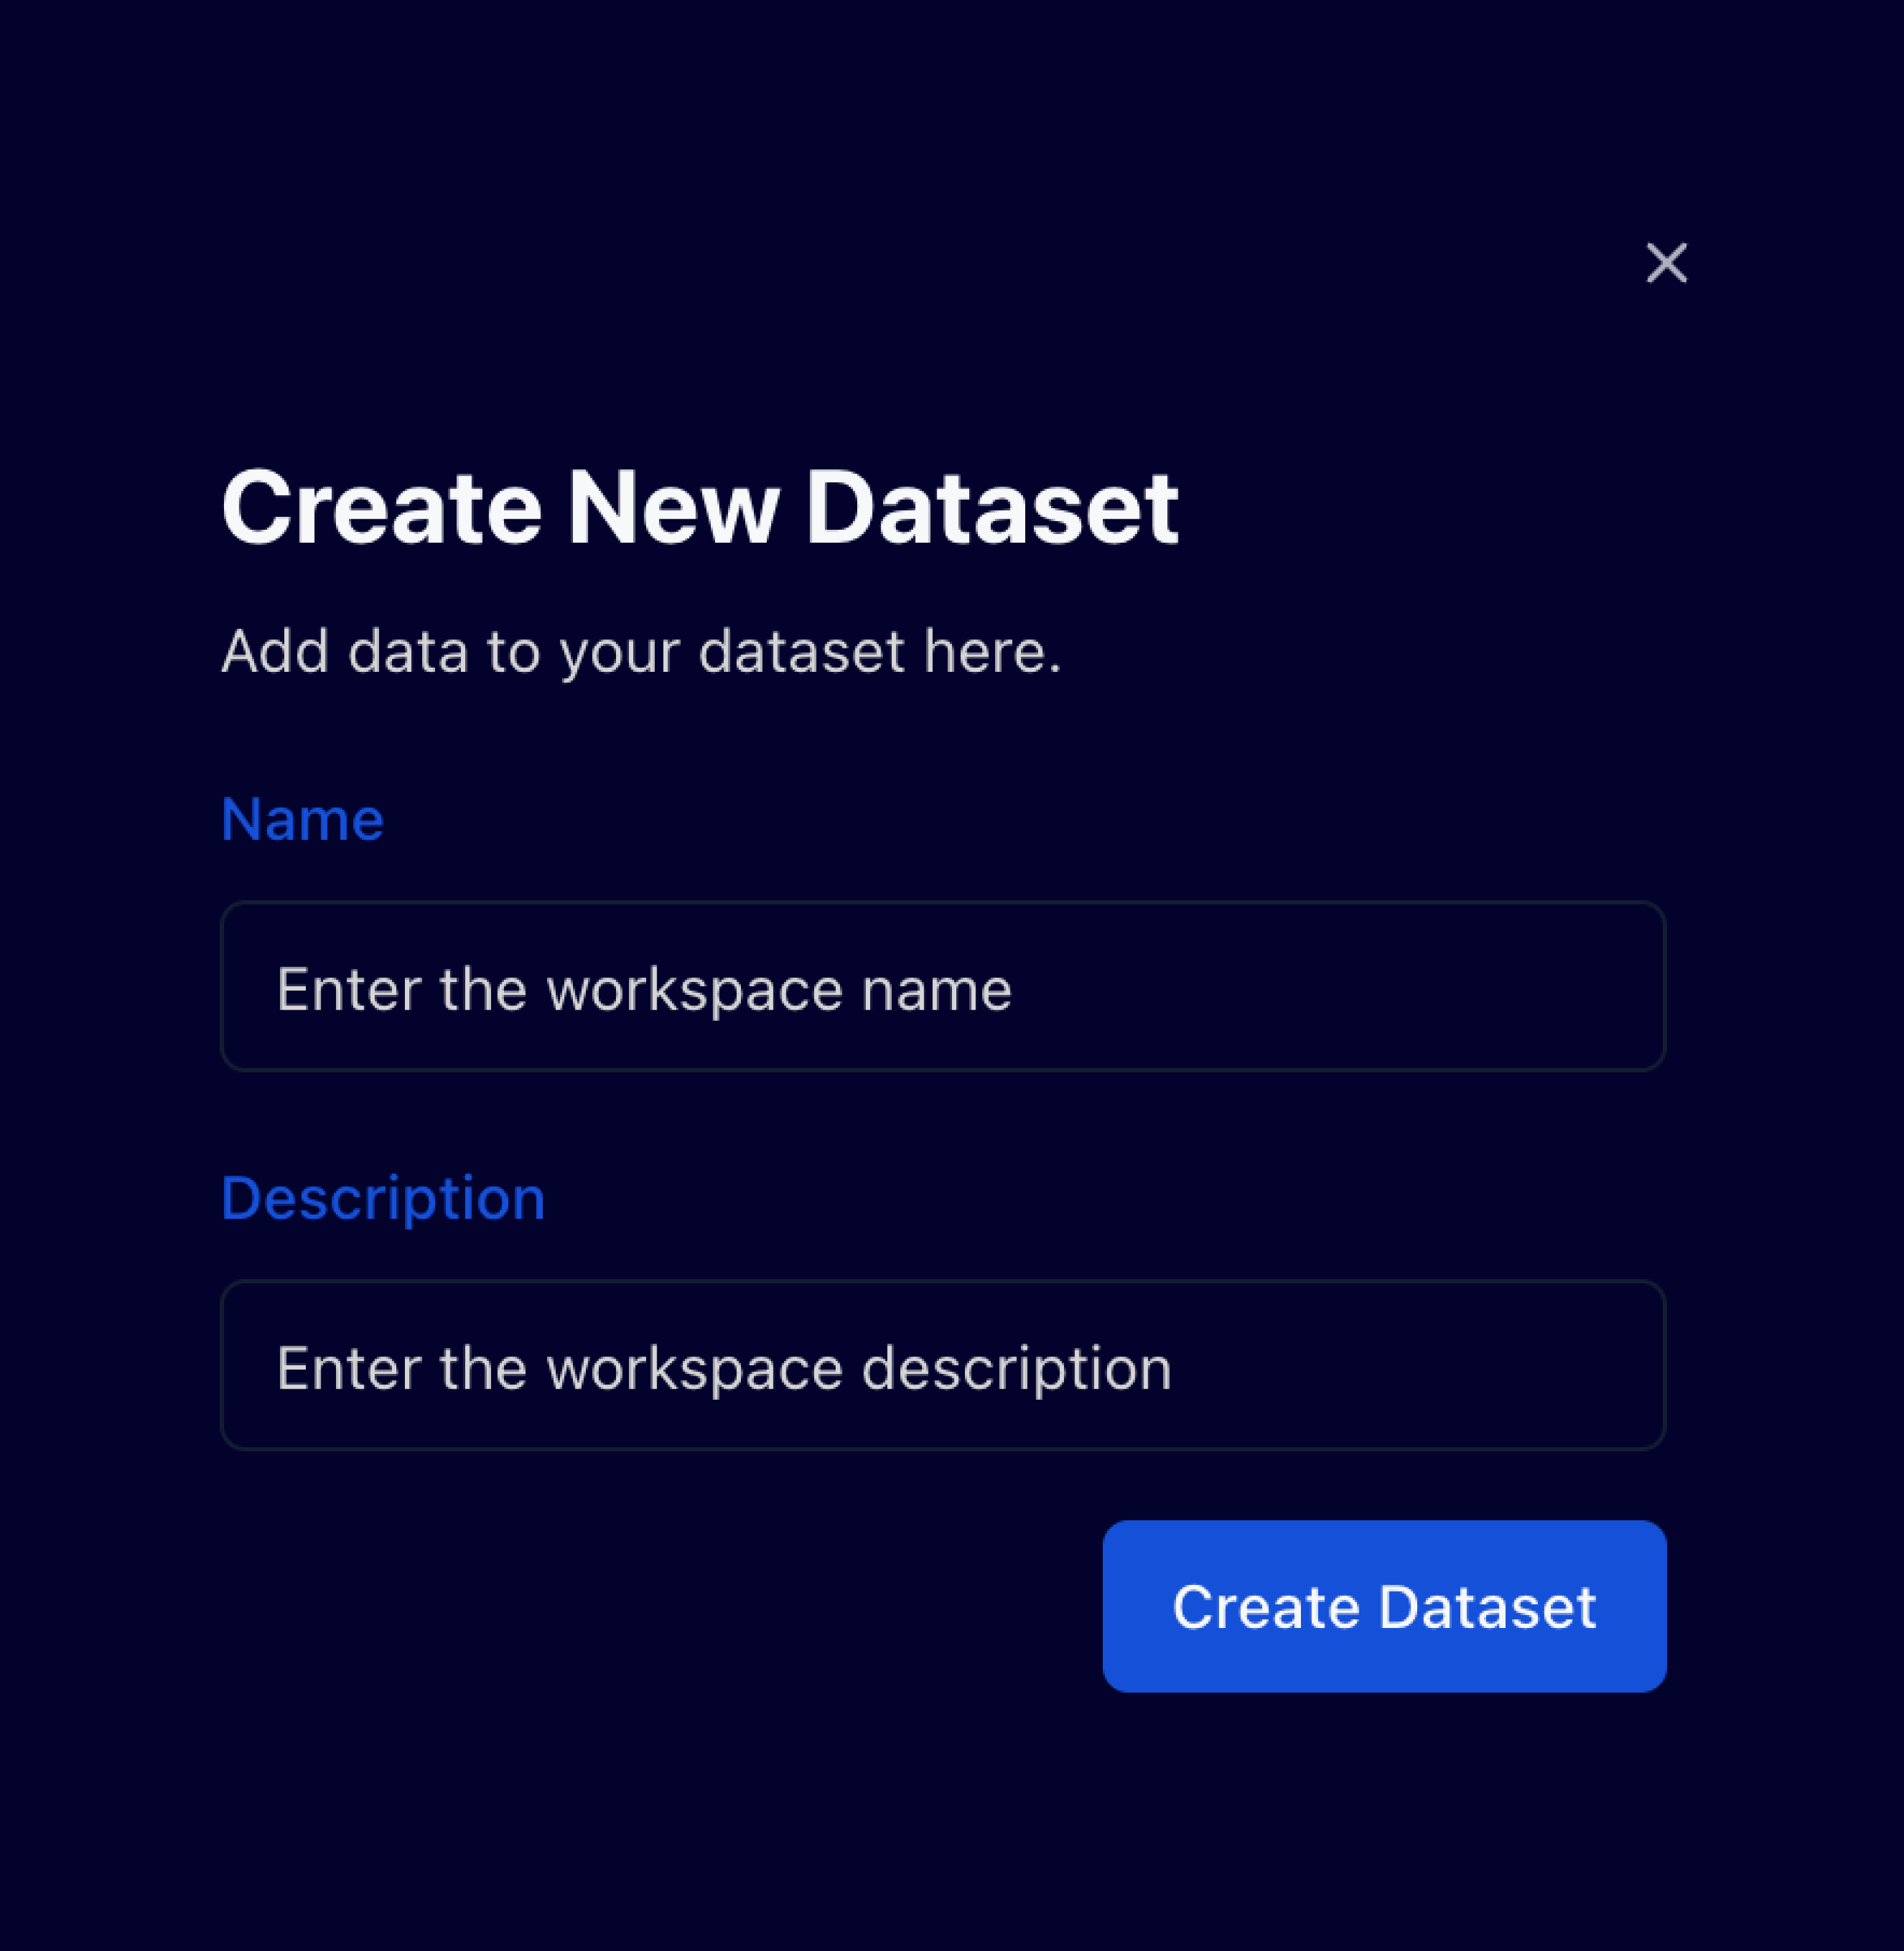 Create New Dataset
Add data to your dataset here.
Name
Enter the workspace name
Description
Enter the workspace description
Create Dataset